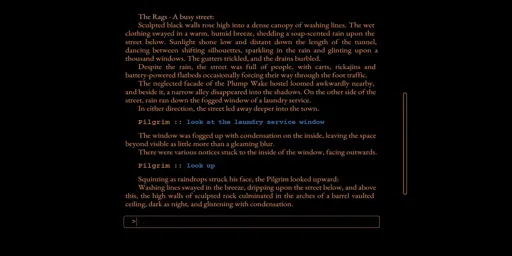 The Rags - A busy street:
Sculpted black walls rose high into a dense canopy of washing lines. The wet
clothing swayed in a warm, humid breeze, shedding a soap-scented rain upon the
street below. Sunlight shone low and distant down the length of the tunnel,
dancing between shifting silhouettes, sparkling in the rain and glinting upon a
thousand windows. The gutters trickled, and the drains burbled.
Despite the rain, the street was full of people, with carts, rickajins and
battery-powered flatbeds occasionally forcing their way through the foot traffic.
The neglected facade of the Plump Wake hostel loomed awkwardly nearby,
and beside it, a narrow alley disappeared into the shadows. On the other side of the
street, rain ran down the fogged window of a laundry service.
In either direction, the street led away deeper into the town.
Pilgrim :: look at the laundry service window
The window was fogged up with condensation on the inside, leaving the space
beyond visible as little more than a gleaming blur.
There were various notices stuck to the inside of the window, facing outwards.
Pilgrim :: look up
Squinting as raindrops struck his face, the Pilgrim looked upward:
Washing lines swayed in the breeze, dripping upon the street below, and above
this, the high walls of sculpted rock culminated in the arches of a barrel vaulted
ceiling, dark as night, and glistening with condensation.
>